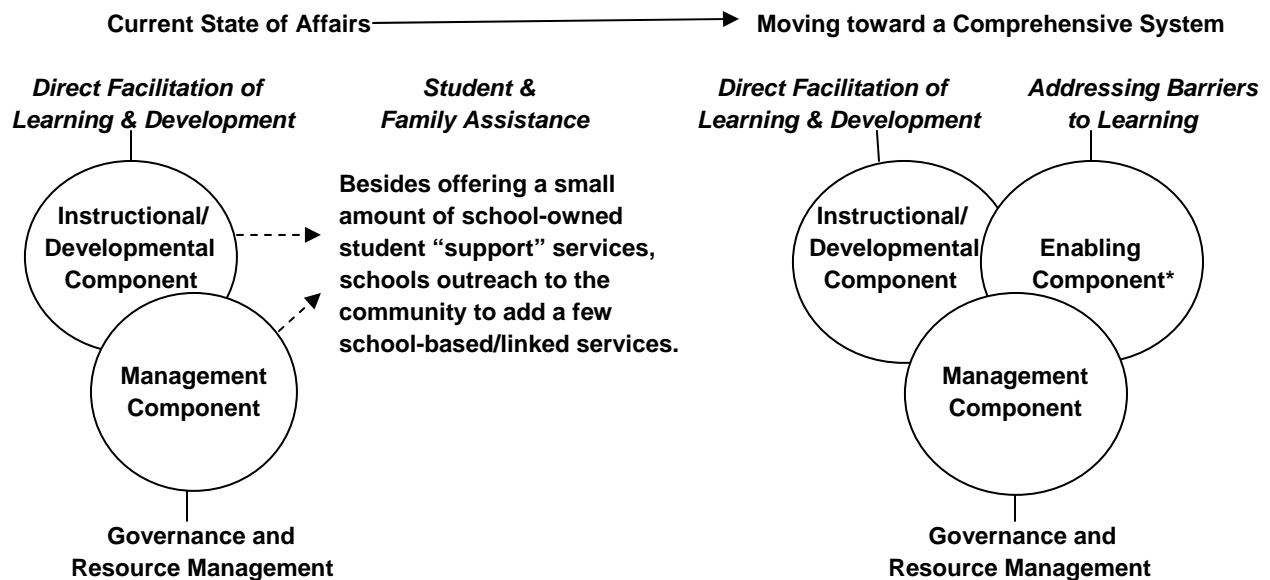 Current State of Affairs
Moving toward a Comprehensive System
Direct Facilitation of
Learning & Development
Student &
Family Assistance
Direct Facilitation of
Learning & Development
Addressing Barriers
to Learning
Instructional/
Developmental
Component
Besides offering a small
amount of school-owned
student “support” services,
schools outreach to the
community to add a few
school-based/linked services.
Management
Component
Governance and
Resource Management
Instructional/
Developmental
Component
Enabling
Component*
Management
Component
Governance and
Resource Management